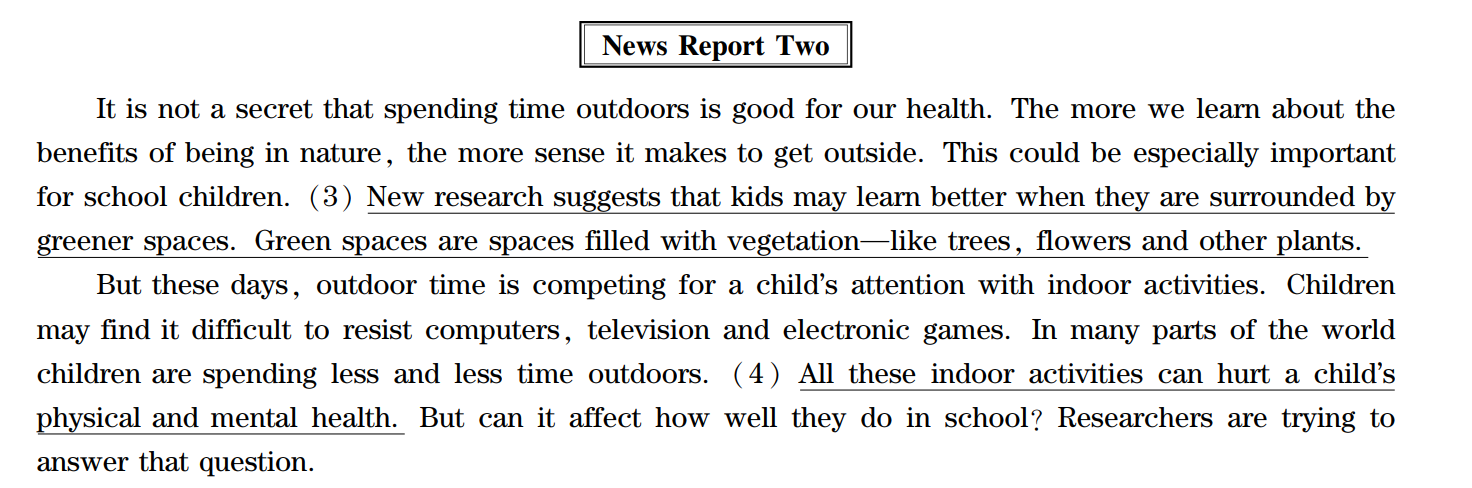 News Report Two
It is not a secret that spending time outdoors is good for our health. The more we learn about the
benefits of being in nature, the more sense it makes to get outside. This could be especially important
for school children. (3) New research suggests that kids may learn better when they are surrounded by
greener spaces. Green spaces are spaces filled with vegetation—like trees, flowers and other plants.
But these days, outdoor time is competing for a child's attention with indoor activities. Children
may find it difficult to resist computers, television and electronic games. In many parts of the world
children are spending less and less time outdoors. (4) All these indoor activities can hurt a child's
physical and mental health. But can it affect how well they do in school? Researchers are trying to
answer that question.